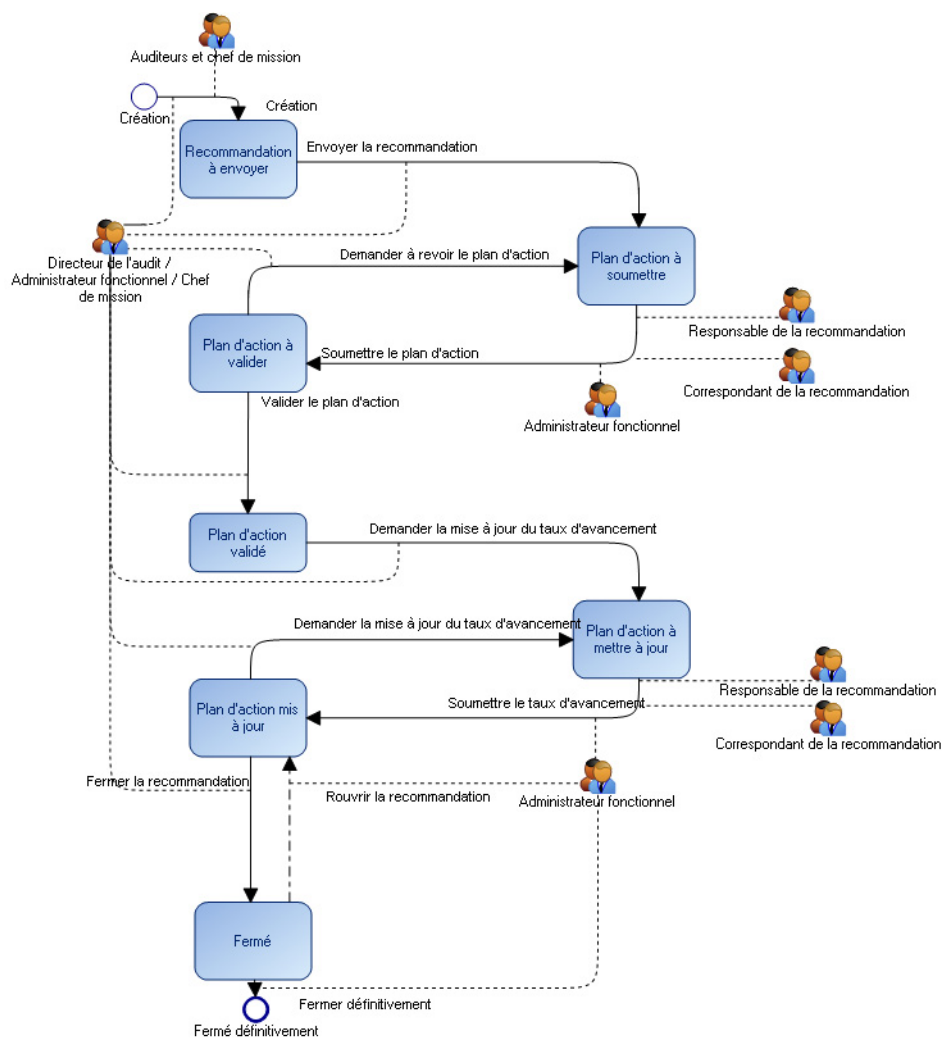 Auditeurs et chef de mission
Création
Création
Recommandation
à envoyer
Envoyer la recommandation
Directeur de l'audit /
Administrateur fonctionnel / Chef
de mission
Demander à revoir le plan d'action
Plan d'action à
soumettre
Responsable de la recommandation
Plan d'action à
valider
Soumettre le plan d'action
Correspondant de la recommandation
Valider le plan d'action
Administrateur fonctionnel
Plan d'action
validé
Demander la mise à jour du taux d'avancement
Demander la mise à jour du taux d'avancement
Plan d'action à
mettre à jour
Responsable de la recommandation
Plan d'action mis
à jour
Soumettre le taux d'avancement
Correspondant de la recommandation
Fermer la recommandation
Rouvrir la recommandation
Administrateur fonctionnel
Fermé
Fermer définitivement
Fermé définitivement